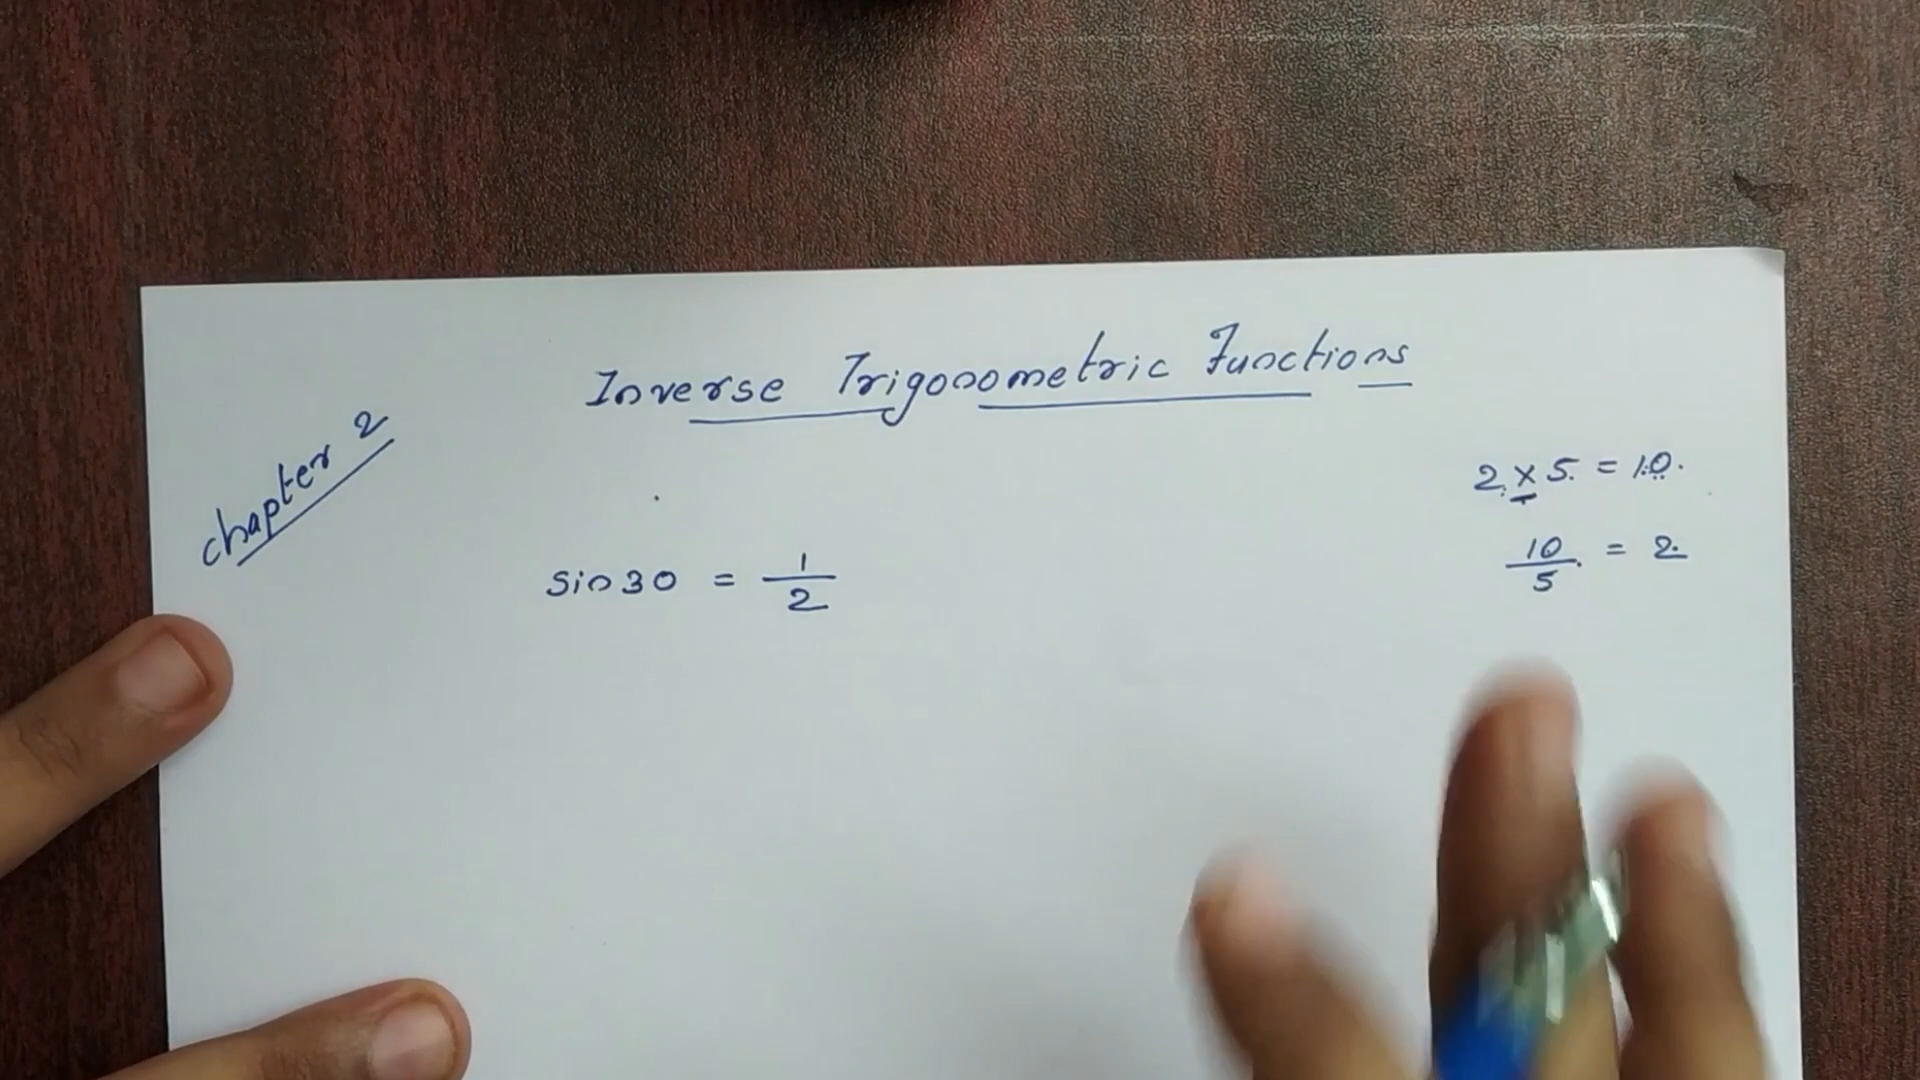 Inverse Trigonometric Functions
chapter 2
2 × 5 = 10.
10/5 = 2
Sin 30 = 1/2